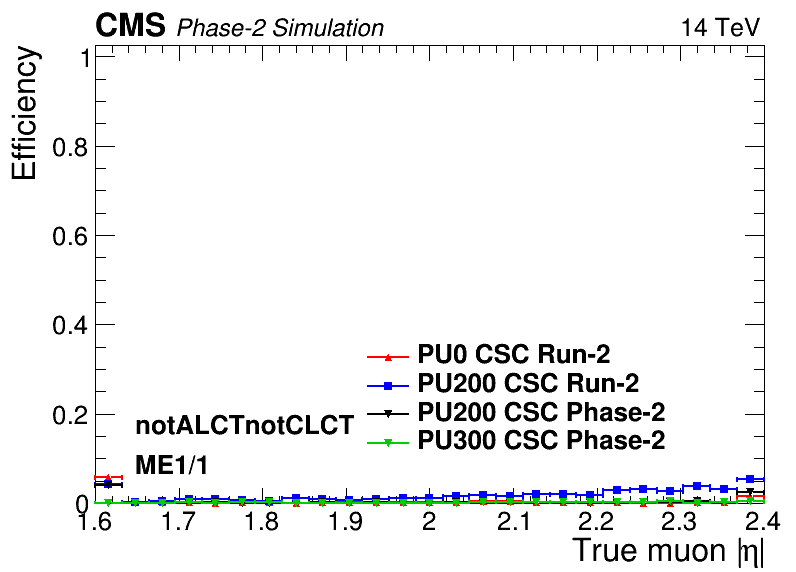 CMS Phase-2 Simulation 14 TeV
Efficiency
1
0.8
0.6
0.4
0.2
0
PU0 CSC Run-2
PU200 CSC Run-2
PU200 CSC Phase-2
PU300 CSC Phase-2
notALCTnotCLCT
ME1/1
1.6 1.7 1.8 1.9 2 2.1 2.2 2.3 2.4
True muon |η|